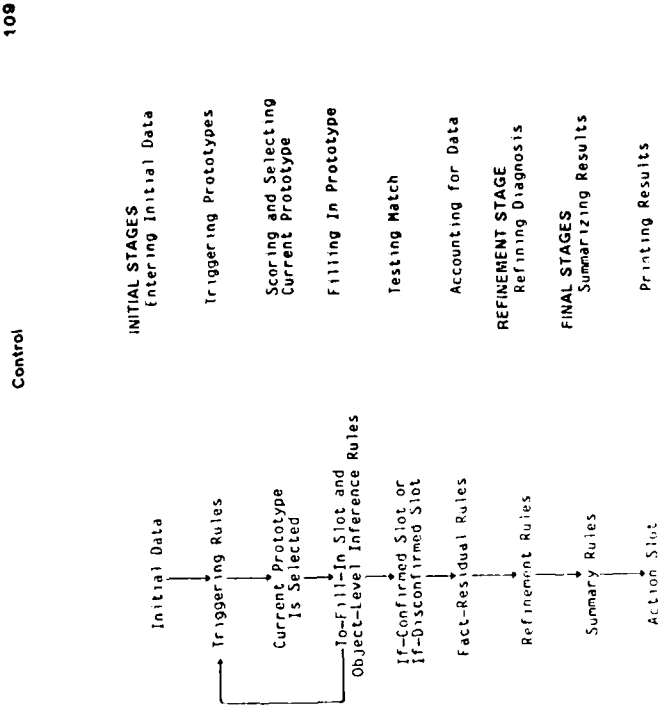 Control
109
Initial Data
Triggering Rules
Current Prototype
Is Selected
To-Fill-In Slot and
Object-Level Inference Rules
If-Confirmed Slot or
If-Disconfirmed Slot
Fact-Residual Rules
Refinement Rules
Summary Rules
Action Slot
INITIAL STAGES
Entering Initial Data
Triggering Prototypes
Scoring and Selecting
Current Prototype
Filling In Prototype
Testing Match
Accounting for Data
REFINEMENT STAGE
Refining Diagnosis
FINAL STAGES
Summarizing Results
Printing Results